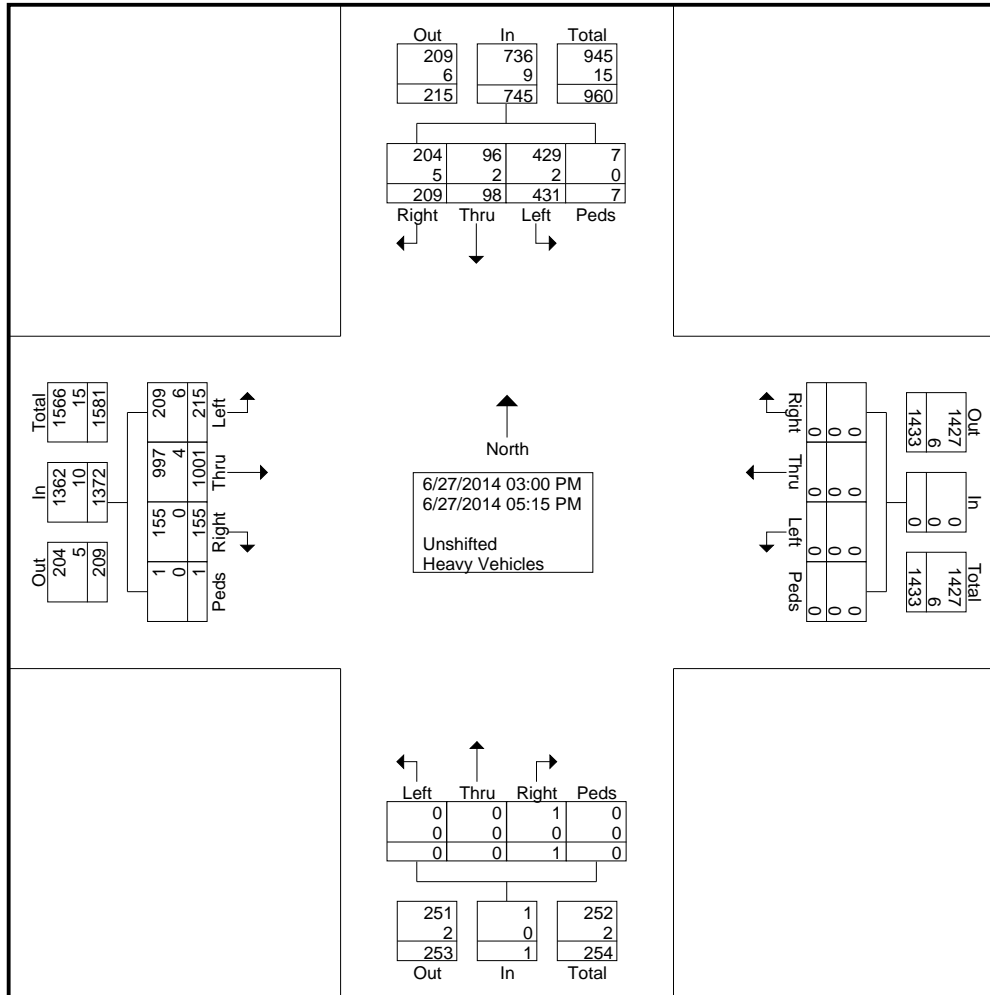 Out In Total
209 736 945
6 9 15
215 745 960
204 96 429 7
5 2 2 0
209 98 431 7
Right Thru Left Peds
Total
1566
15
1581
In
1362
10
1372
Out
204
5
209
209 6 215 Left
997 4 1001 Thru
155 0 155 Right
1 0 1 Peds
North
6/27/2014 03:00 PM
6/27/2014 05:15 PM
Unshifted
Heavy Vehicles
Right 0 0 0
Thru 0 0 0
Left 0 0 0
Peds 0 0 0
Out
1427
6
1433
In
0
0
0
Total
1427
6
1433
Left Thru Right Peds
0 0 1 0
0 0 0 0
0 0 1 0
251 1 252
2 0 2
253 1 254
Out In Total